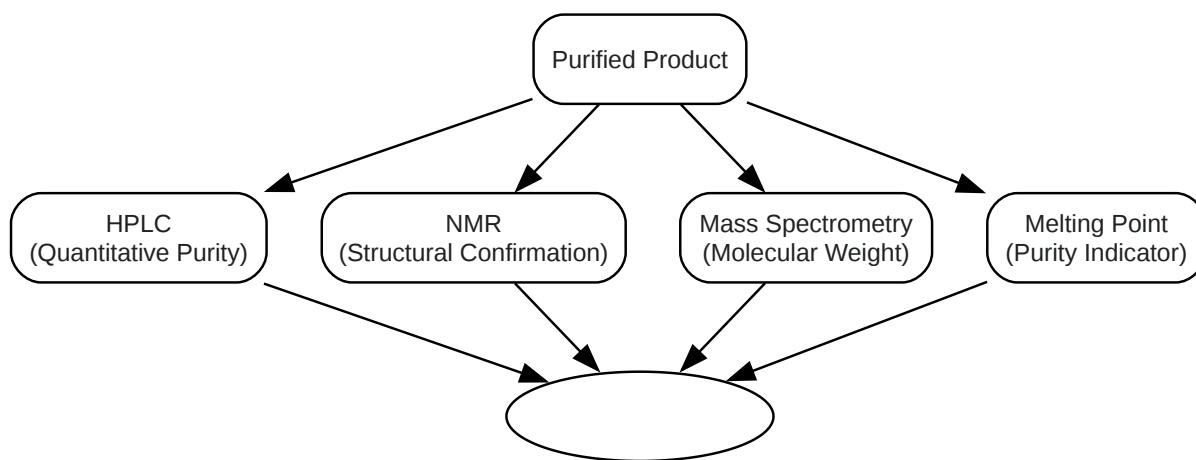 Purified Product
HPLC
(Quantitative Purity)
NMR
(Structural Confirmation)
Mass Spectrometry
(Molecular Weight)
Melting Point
(Purity Indicator)